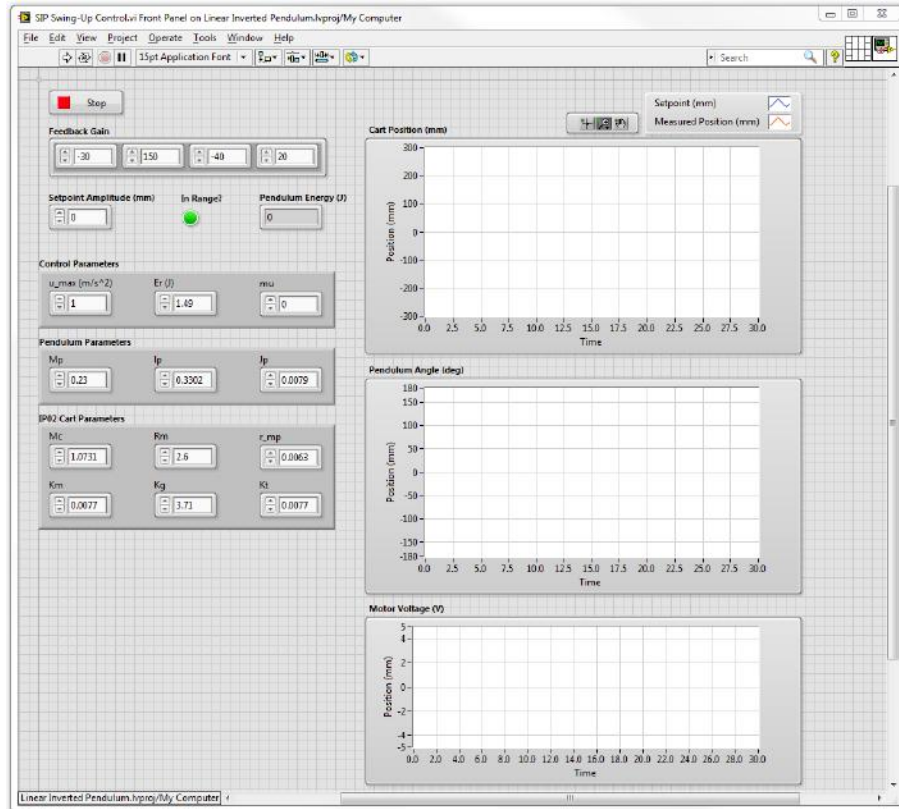 SIP Swing-Up Control.vi Front Panel on Linear Inverted Pendulum.lvproj/My Computer
File Edit View Project Operate Tools Window Help
15pt Application Font
Search
Stop
Feedback Gain
-30 150 -40 20
Setpoint Amplitude (mm) In Range? Pendulum Energy (J)
0 0
Control Parameters
u_max (m/s^2) Er (J) mu
1 1.49 0
Pendulum Parameters
Mp lp Jp
0.23 0.3302 0.0079
IP02 Cart Parameters
Mc Rm r_mp
1.0731 2.6 0.0063
Km Kg Kt
0.0077 3.71 0.0077
Setpoint (mm)
Measured Position (mm)
Cart Position (mm)
Position (mm)
300
200
100
0
-100
-200
-300
0.0 2.5 5.0 7.5 10.0 12.5 15.0 17.5 20.0 22.5 25.0 27.5 30.0
Time
Pendulum Angle (deg)
Position (mm)
180
150
100
50
0
-50
-100
-150
-180
0.0 2.5 5.0 7.5 10.0 12.5 15.0 17.5 20.0 22.5 25.0 27.5 30.0
Time
Motor Voltage (V)
Position (mm)
5
4
2
0
-2
-4
-5
0.0 2.0 4.0 6.0 8.0 10.0 12.0 14.0 16.0 18.0 20.0 22.0 24.0 26.0 28.0 30.0
Time
Linear Inverted Pendulum.lvproj/My Computer